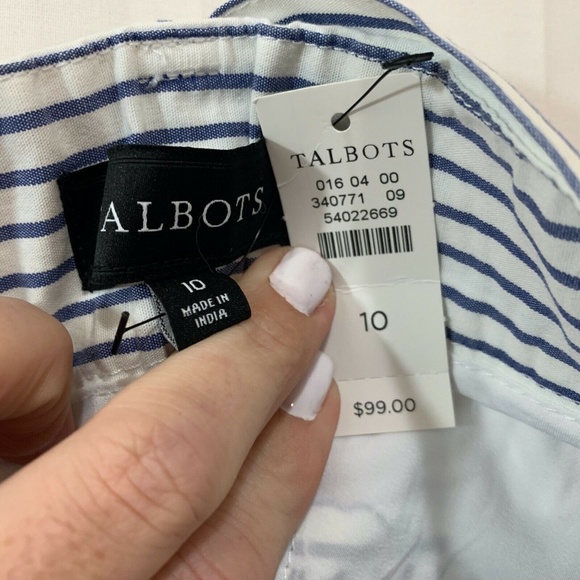 TALBOTS
016 04 00
340771 09
54022669
10
$99.00
ALBOTS
10
MADE IN
INDIA